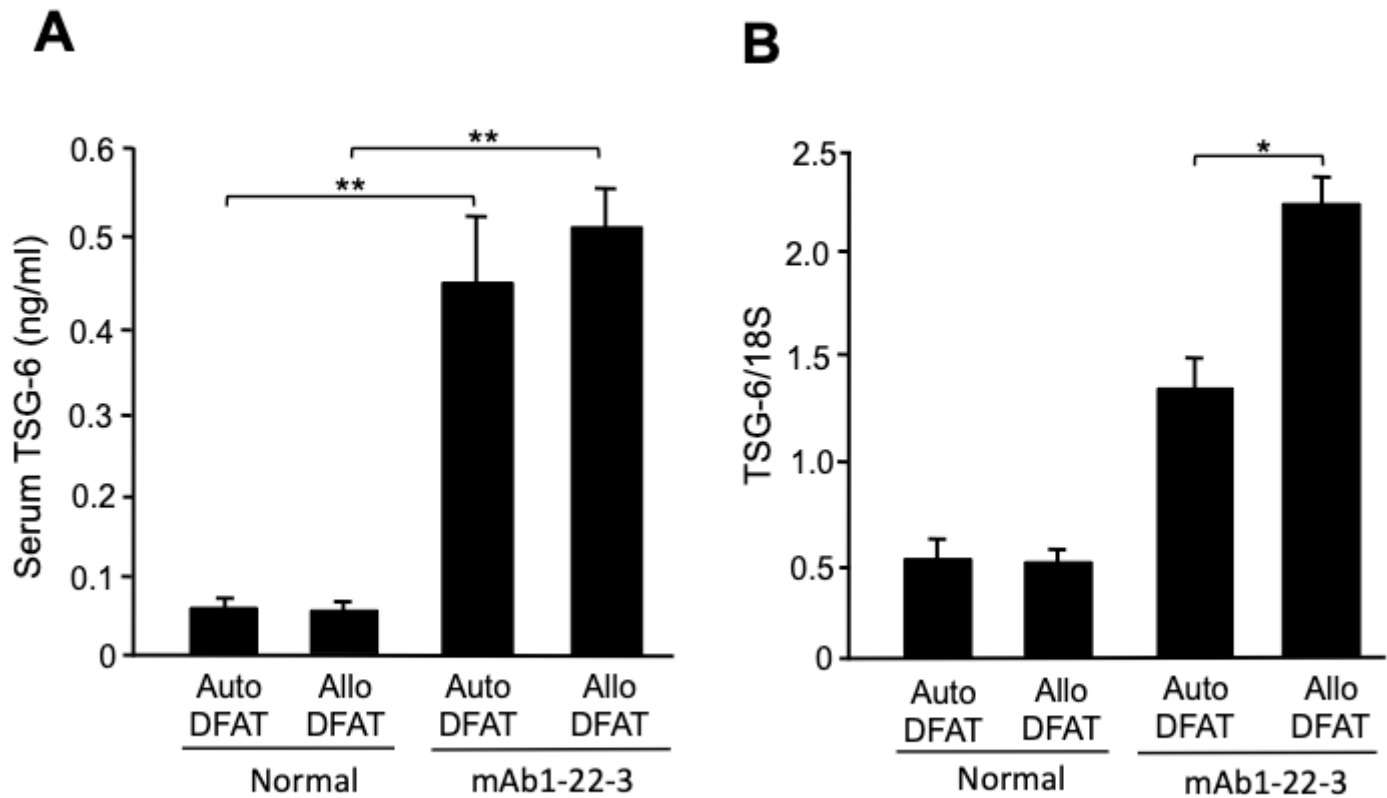 A
Serum TSG-6 (ng/ml)
0.6
0.5
0.4
0.3
0.2
0.1
0
**
**
Auto
DFAT
Allo
DFAT
Auto
DFAT
Allo
DFAT
Normal
mAb1-22-3
B
TSG-6/18S
2.5
2.0
1.5
1.0
0.5
0
*
Auto
DFAT
Allo
DFAT
Auto
DFAT
Allo
DFAT
Normal
mAb1-22-3